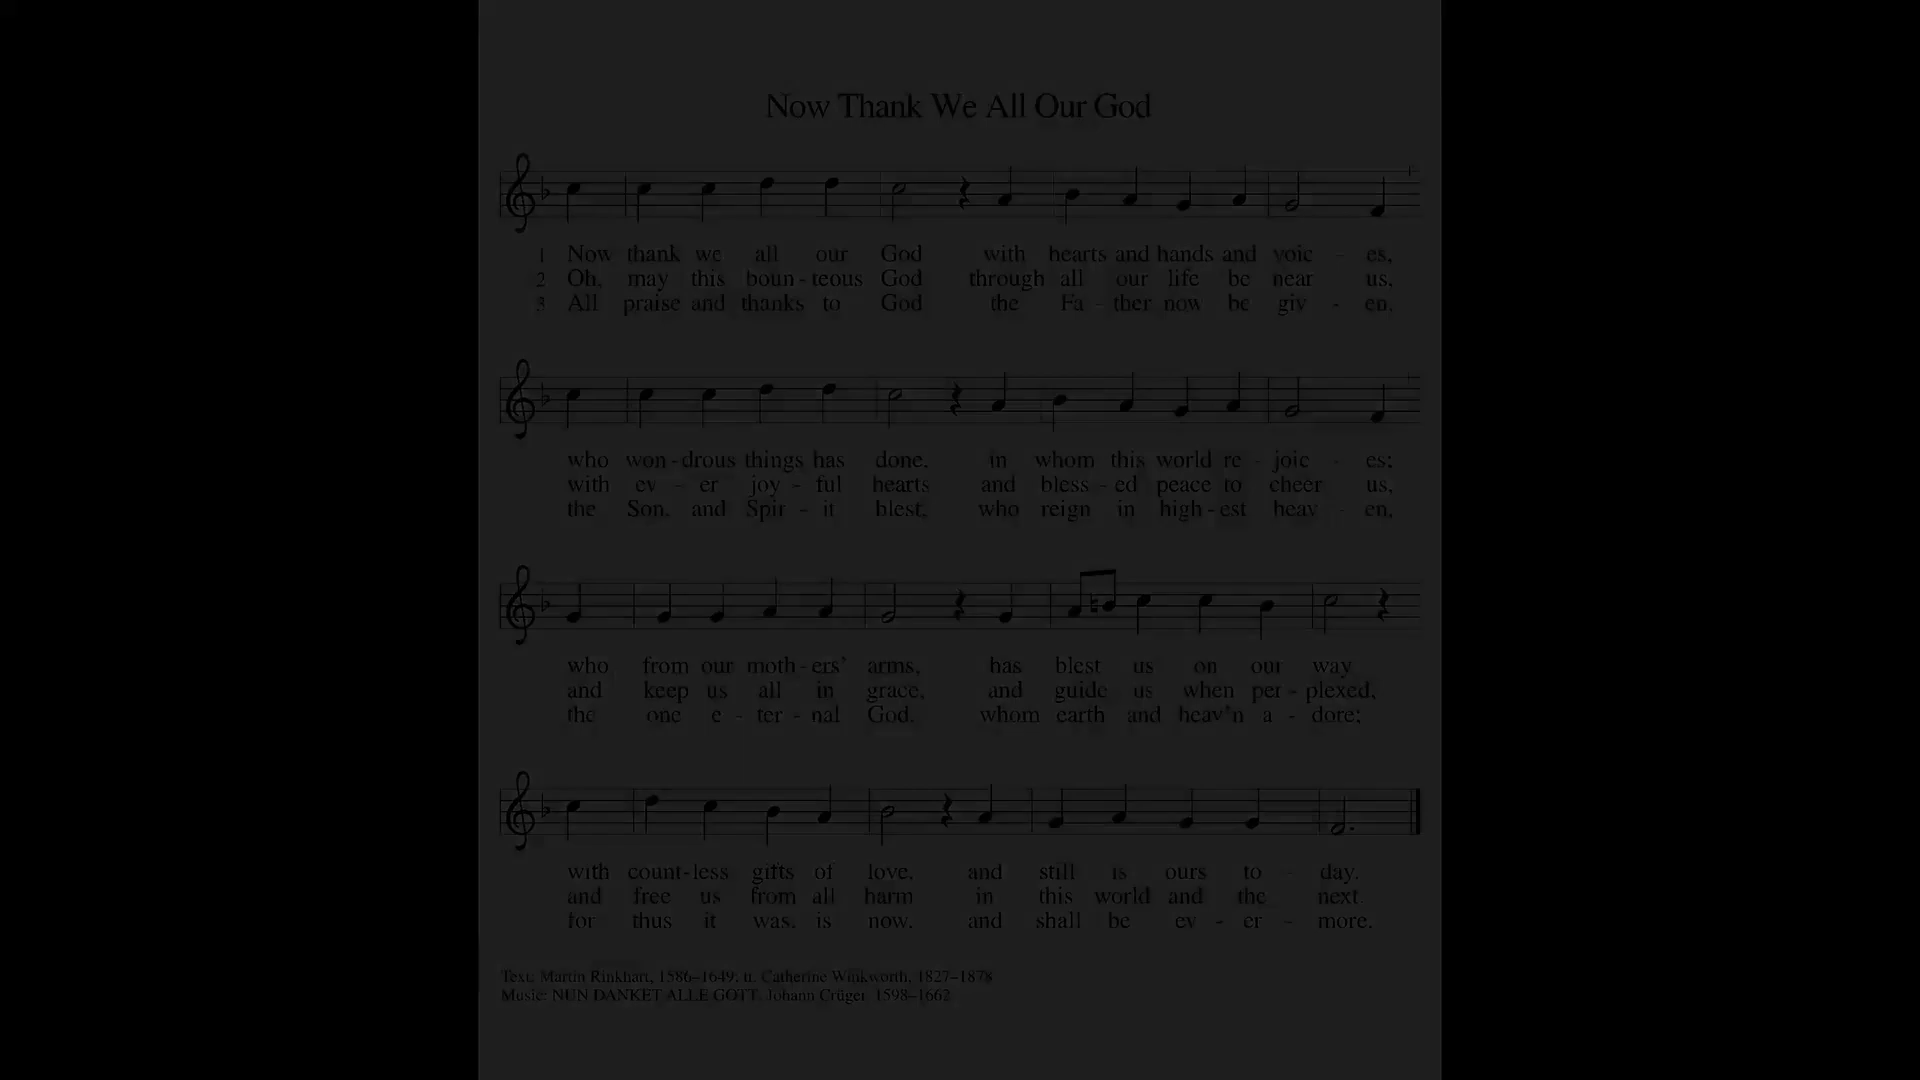 Now Thank We All Our God
1 Now thank we all our God with hearts and hands and voic - es,
2 Oh, may this boun - teous God through all our life be near us,
3 All praise and thanks to God the Fa - ther now be giv - en,
who won - drous things has done, in whom this world re - joic - es;
with ev - er joy - ful hearts and bless - ed peace to cheer us,
the Son, and Spir - it blest, who reign in high - est heav - en,
who from our moth - ers' arms, has blest us on our way
and keep us all in grace, and guide us when per - plexed,
the one e - ter - nal God, whom earth and heav'n a - dore;
with count - less gifts of love, and still is ours to - day.
and free us from all harm in this world and the next.
for thus it was, is now, and shall be ev - er - more.
Text: Martin Rinkhart, 1586–1649; tr. Catherine Winkworth, 1827–1878
Music: NUN DANKET ALLE GOTT, Johann Crüger, 1598–1662